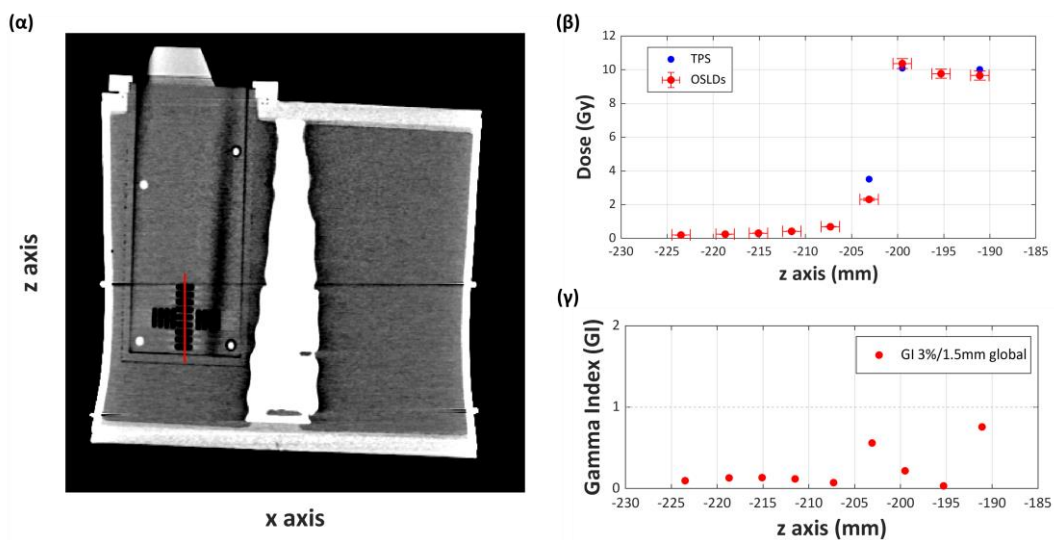 (α)
z axis
x axis
(β)
12
10
8
6
4
2
0
Dose (Gy)
TPS
OSLDs
-230 -225 -220 -215 -210 -205 -200 -195 -190 -185
z axis (mm)
(γ)
2
1
0
Gamma Index (GI)
GI 3%/1.5mm global
-230 -225 -220 -215 -210 -205 -200 -195 -190 -185
z axis (mm)